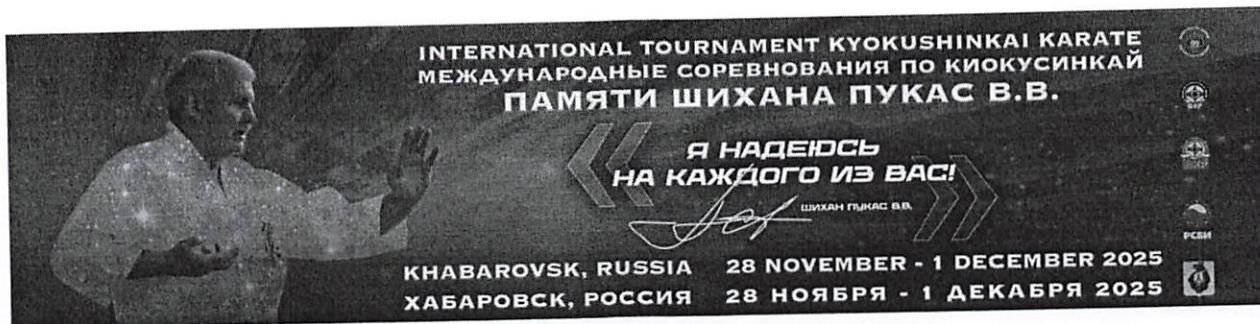 INTERNATIONAL TOURNAMENT KYOKUSHINKAI KARATE
МЕЖДУНАРОДНЫЕ СОРЕВНОВАНИЯ ПО КИОКУСИНКАЙ
ПАМЯТИ ШИХАНА ПУКАС В.В.
Я НАДЕЮСЬ
НА КАЖДОГО ИЗ ВАС!
ШИХАН ПУКАС В.В.
РСБИ
KHABAROVSK, RUSSIA 28 NOVEMBER - 1 DECEMBER 2025
ХАБАРОВСК, РОССИЯ 28 НОЯБРЯ - 1 ДЕКАБРЯ 2025